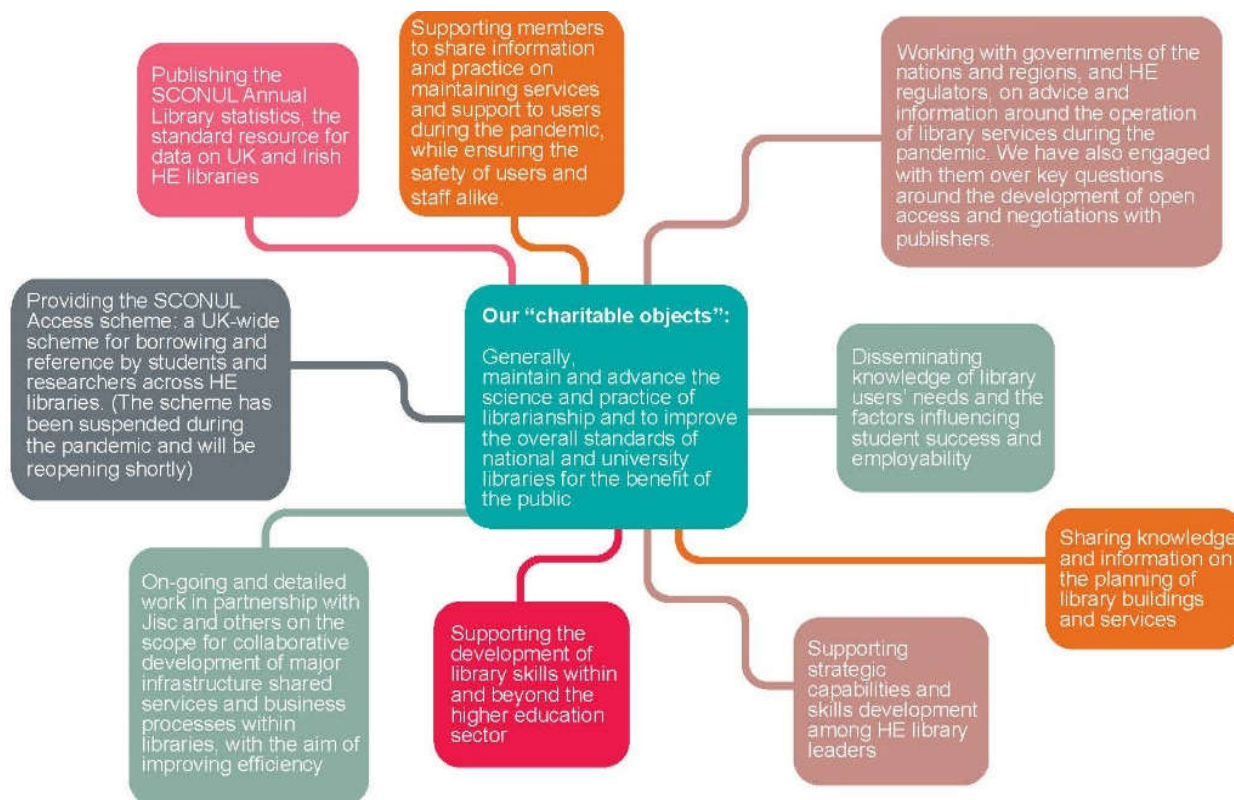 Publishing the
SCONUL Annual
Library statistics, the
standard resource for
data on UK and Irish
HE libraries
Supporting members
to share information
and practice on
maintaining services
and support to users
during the pandemic,
while ensuring the
safety of users and
staff alike.
Working with governments of the
nations and regions, and HE
regulators, on advice and
information around the operation
of library services during the
pandemic. We have also engaged
with them over key questions
around the development of open
access and negotiations with
publishers.
Providing the SCONUL
Access scheme: a UK-wide
scheme for borrowing and
reference by students and
researchers across HE
libraries. (The scheme has
been suspended during
the pandemic and will be
reopening shortly)
Our “charitable objects”:
Generally,
maintain and advance the
science and practice of
librarianship and to improve
the overall standards of
national and university
libraries for the benefit of
the public
Disseminating
knowledge of library
users’ needs and the
factors influencing
student success and
employability
On-going and detailed
work in partnership with
Jisc and others on the
scope for collaborative
development of major
infrastructure shared
services and business
processes within
libraries, with the aim of
improving efficiency
Supporting the
development of
library skills within
and beyond the
higher education
sector
Supporting
strategic
capabilities and
skills development
among HE library
leaders
Sharing knowledge
and information on
the planning of
library buildings
and services